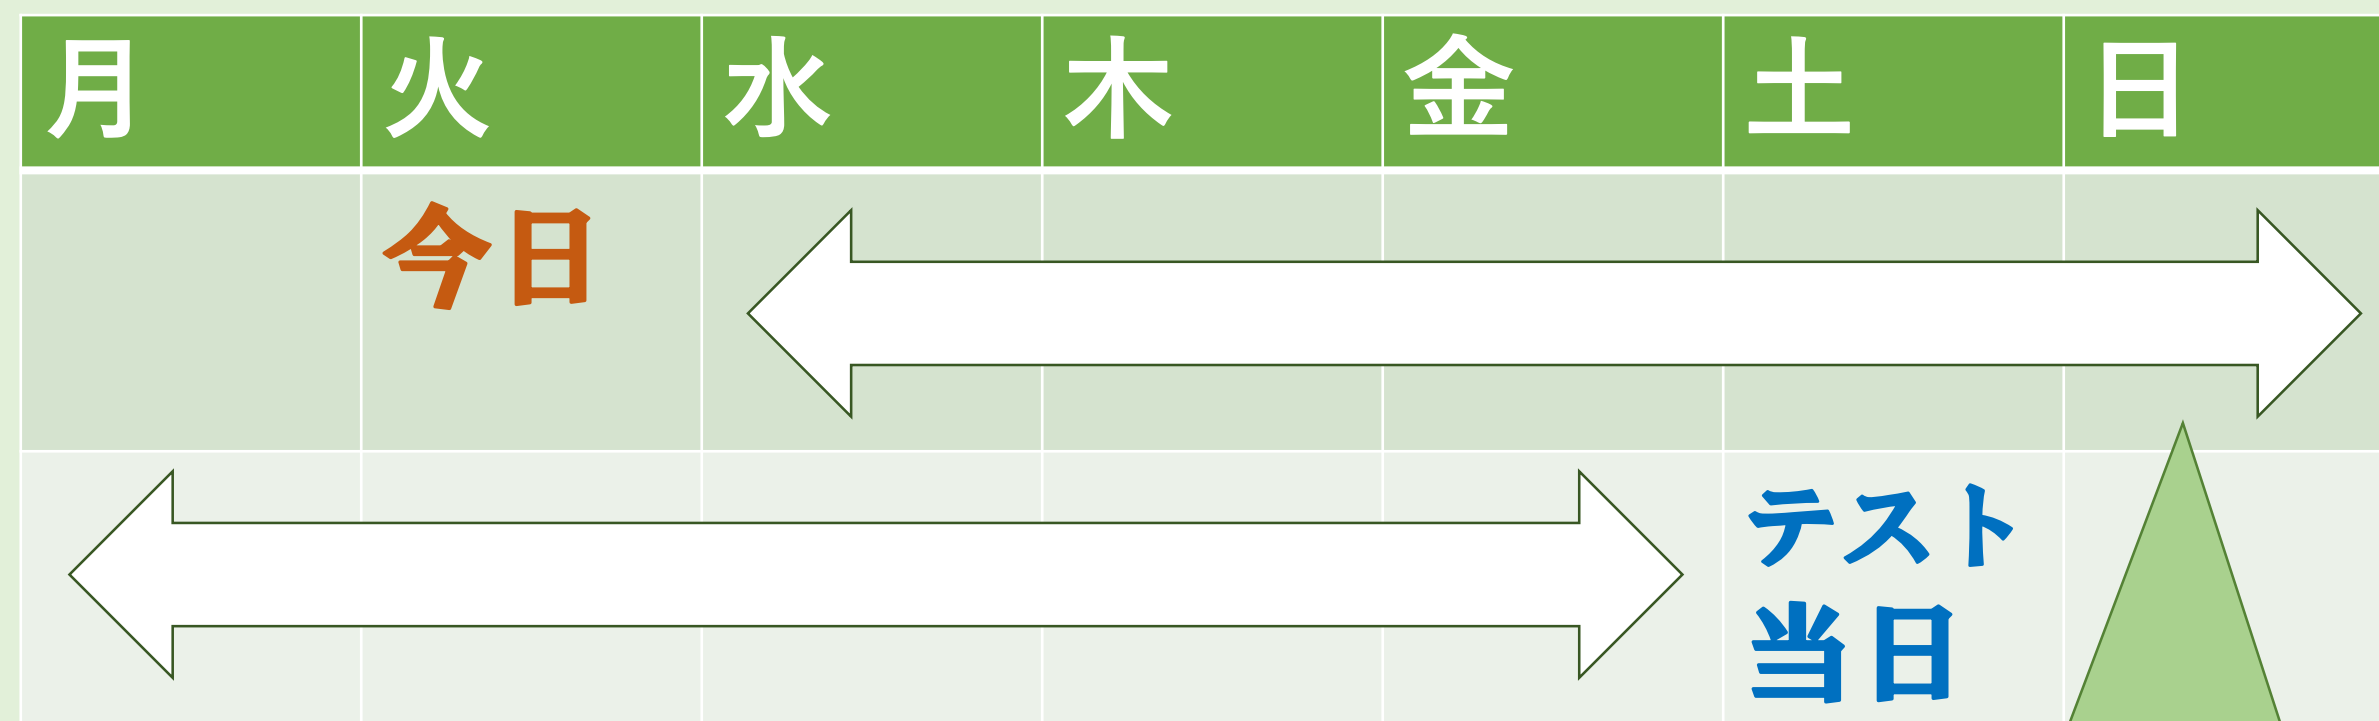 月 火 水 木 金 土 日
今日
テスト
当日